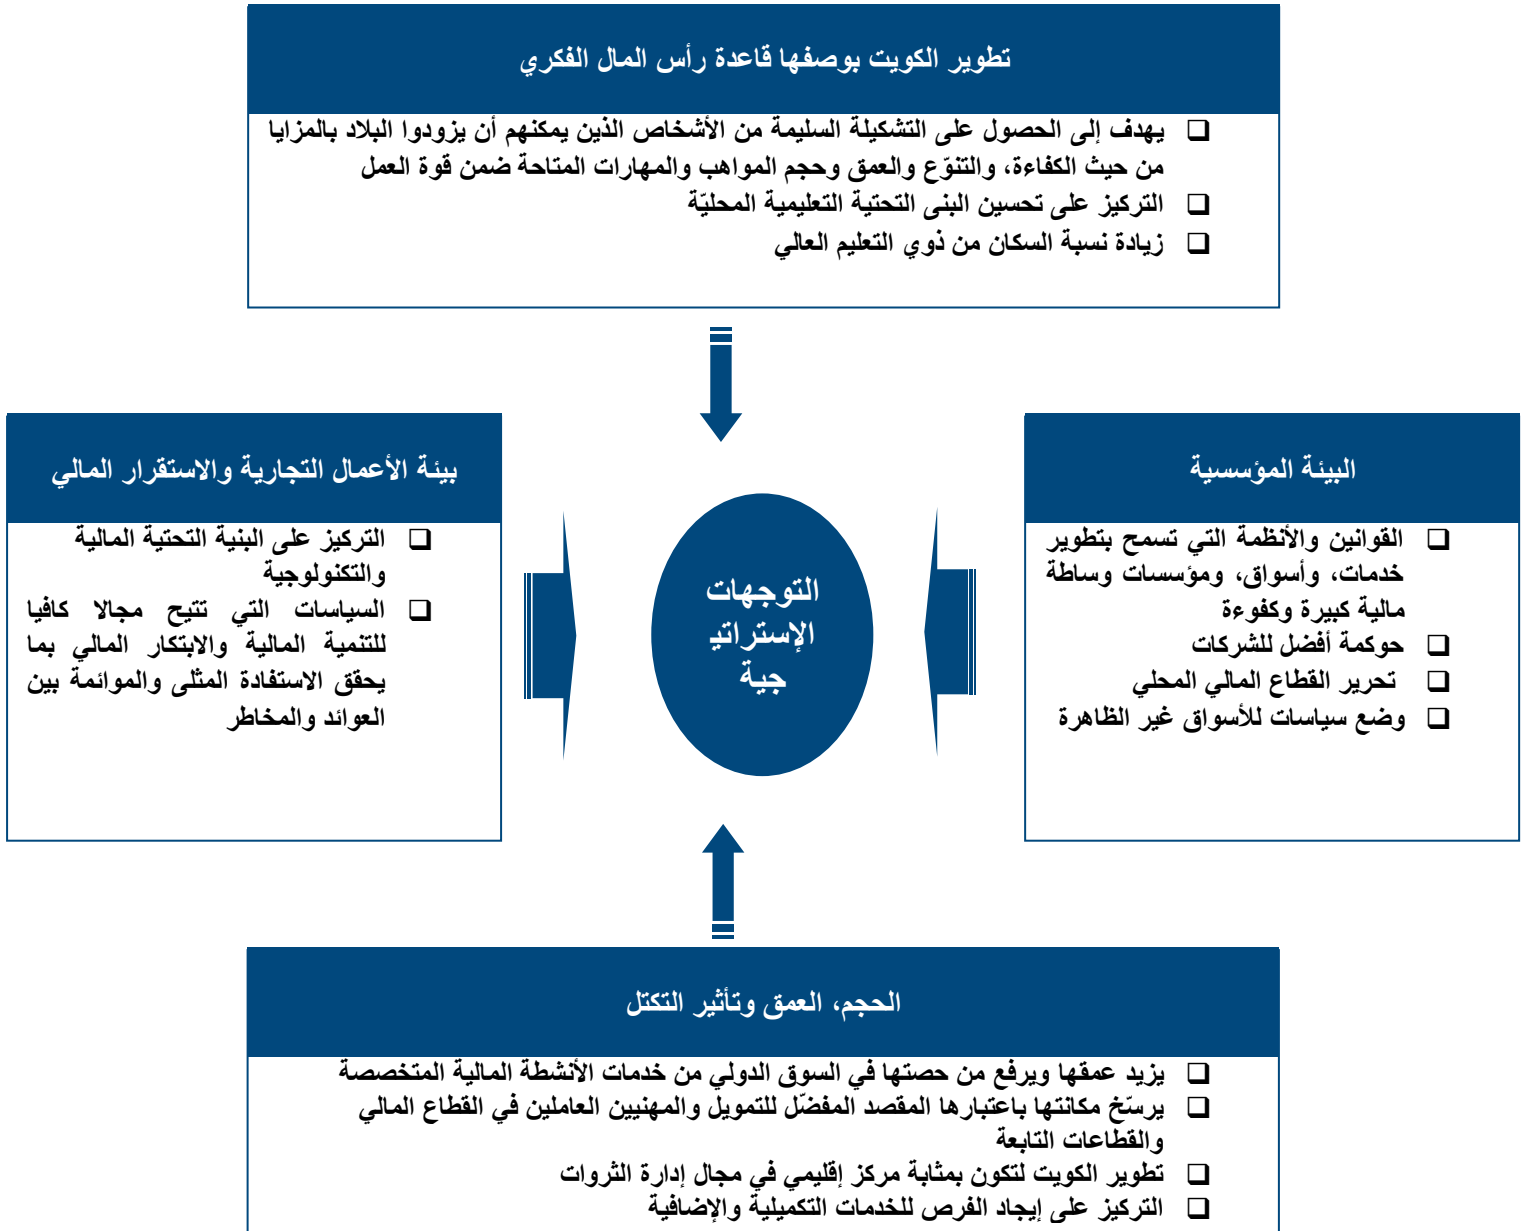 تطوير الكويت بوصفها قاعدة رأس المال الفكري
❑ يهدف إلى الحصول على التشكيلة السليمة من الأشخاص الذين يمكنهم أن يزودوا البلاد بالمزايا
من حيث الكفاءة، والتنوّع والعمق وحجم المواهب والمهارات المتاحة ضمن قوة العمل
❑ التركيز على تحسين البنى التحتية التعليمية المحليّة
❑ زيادة نسبة السكان من ذوي التعليم العالي
البيئة المؤسسية
❑ القوانين والأنظمة التي تسمح بتطوير
خدمات، وأسواق، ومؤسسات وساطة
مالية كبيرة وكفوءة
❑ حوكمة أفضل للشركات
❑ تحرير القطاع المالي المحلي
❑ وضع سياسات للأسواق غير الظاهرة
التوجهات
الإستراتي
جية
بيئة الأعمال التجارية والاستقرار المالي
❑ التركيز على البنية التحتية المالية
والتكنولوجية
❑ السياسات التي تتيح مجالا كافيا
للتنمية المالية والابتكار المالي بما
يحقق الاستفادة المثلى والموائمة بين
العوائد والمخاطر
الحجم، العمق وتأثير التكتل
❑ يزيد عمقها ويرفع من حصتها في السوق الدولي من خدمات الأنشطة المالية المتخصصة
❑ يرسّخ مكانتها باعتبارها المقصد المفضّل للتمويل والمهنيين العاملين في القطاع المالي
والقطاعات التابعة
❑ تطوير الكويت لتكون بمثابة مركز إقليمي في مجال إدارة الثروات
❑ التركيز على إيجاد الفرص للخدمات التكميلية والإضافية